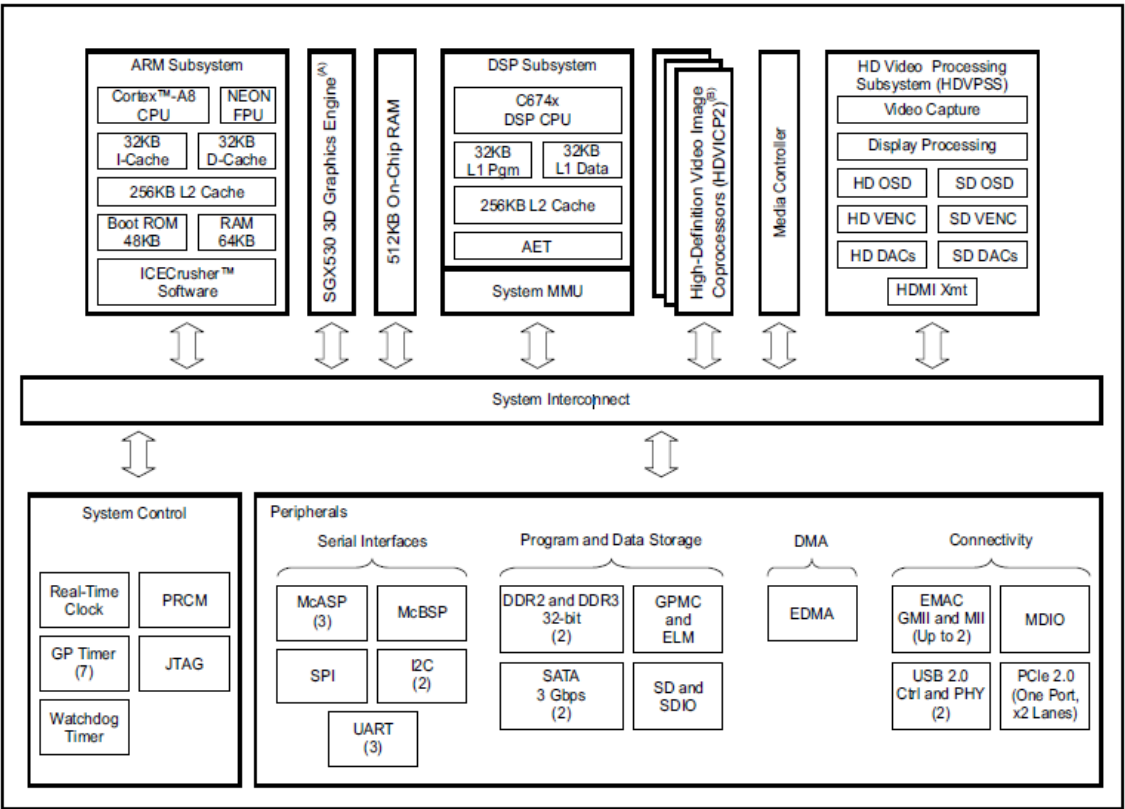 ARM Subsystem
Cortex™-A8
CPU
NEON
FPU
32KB
I-Cache
32KB
D-Cache
256KB L2 Cache
Boot ROM
48KB
RAM
64KB
ICECrusher™
Software
SGX530 3D Graphics Engine(A)
512KB On-Chip RAM
DSP Subsystem
C674x
DSP CPU
32KB
L1 Pgm
32KB
L1 Data
256KB L2 Cache
AET
System MMU
High-Definition Video Image
Coprocessors (HDVICP2)(B)
Media Controller
HD Video Processing
Subsystem (HDVPSS)
Video Capture
Display Processing
HD OSD
SD OSD
HD VENC
SD VENC
HD DACs
SD DACs
HDMI Xmt
System Interconnect
System Control
Real-Time
Clock
PRCM
GP Timer
(7)
JTAG
Watchdog
Timer
Peripherals
Serial Interfaces
McASP
(3)
McBSP
SPI
I2C
(2)
UART
(3)
Program and Data Storage
DDR2 and DDR3
32-bit
(2)
GPMC
and
ELM
SATA
3 Gbps
(2)
SD and
SDIO
DMA
EDMA
Connectivity
EMAC
GMII and MII
(Up to 2)
MDIO
USB 2.0
Ctrl and PHY
(2)
PCIe 2.0
(One Port,
x2 Lanes)